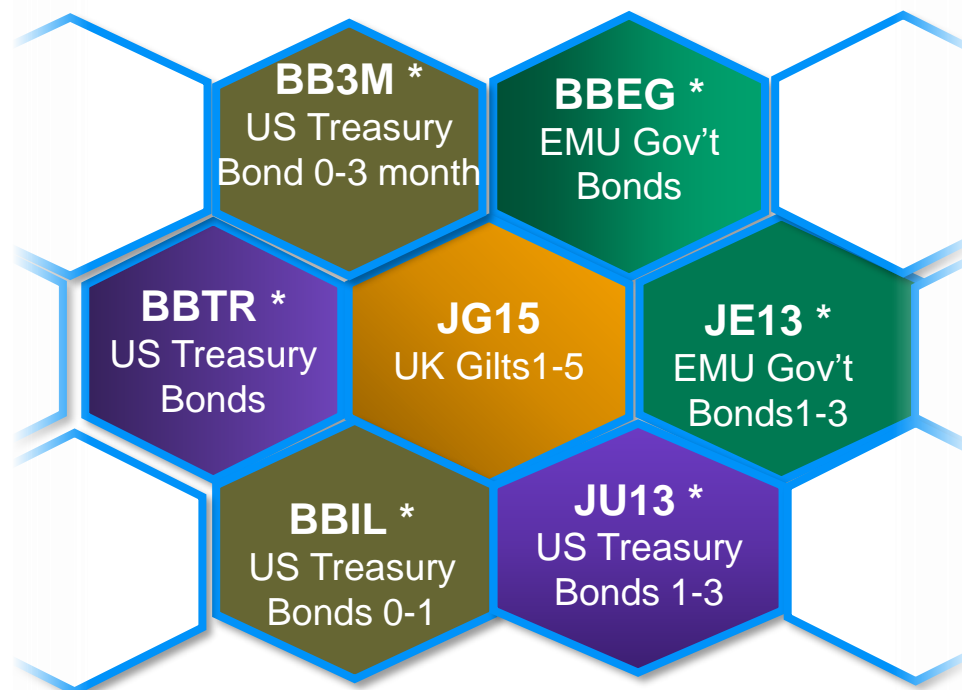 BB3M *
US Treasury
Bond 0-3 month
BBEG *
EMU Gov't
Bonds
BBTR *
US Treasury
Bonds
JG15
UK Gilts1-5
JE13 *
EMU Gov't
Bonds1-3
BBIL *
US Treasury
Bonds 0-1
JU13 *
US Treasury
Bonds 1-3